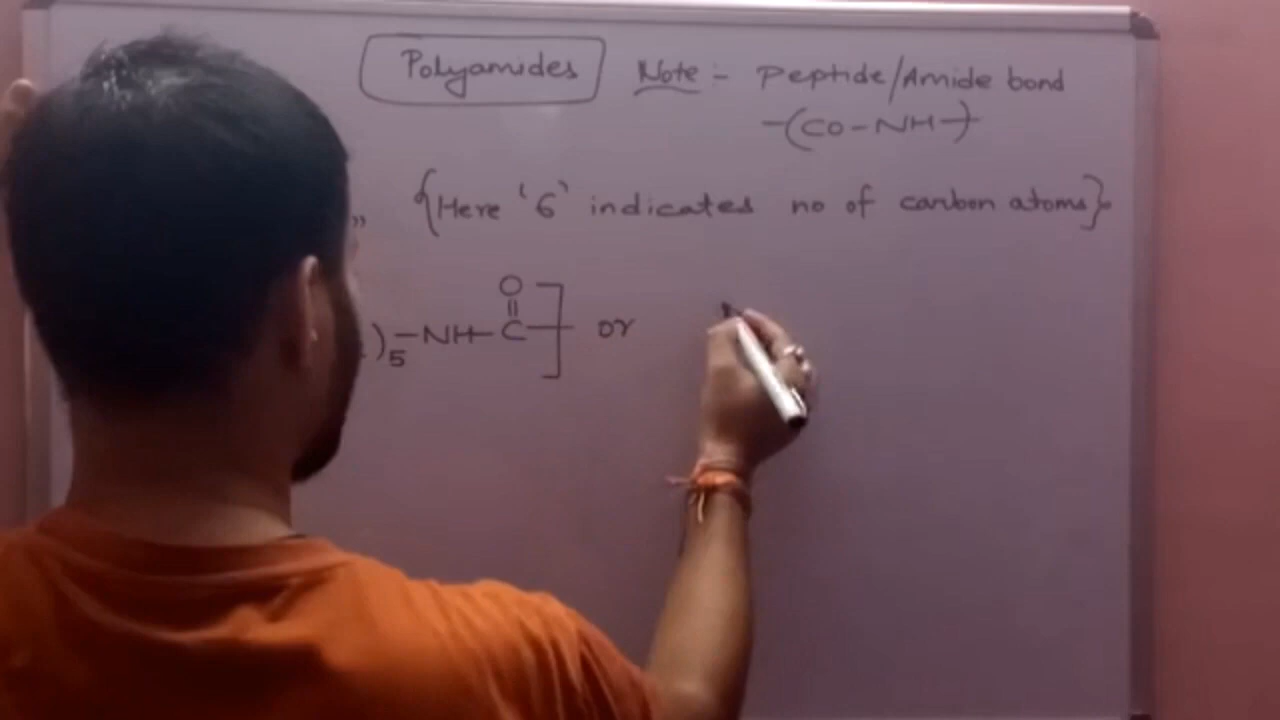 Polyamides Note :- Peptide/Amide bond
-(CO-NH-)-
" {Here '6' indicates no of carbon atoms}.
O
||
)5-NH-C-] or